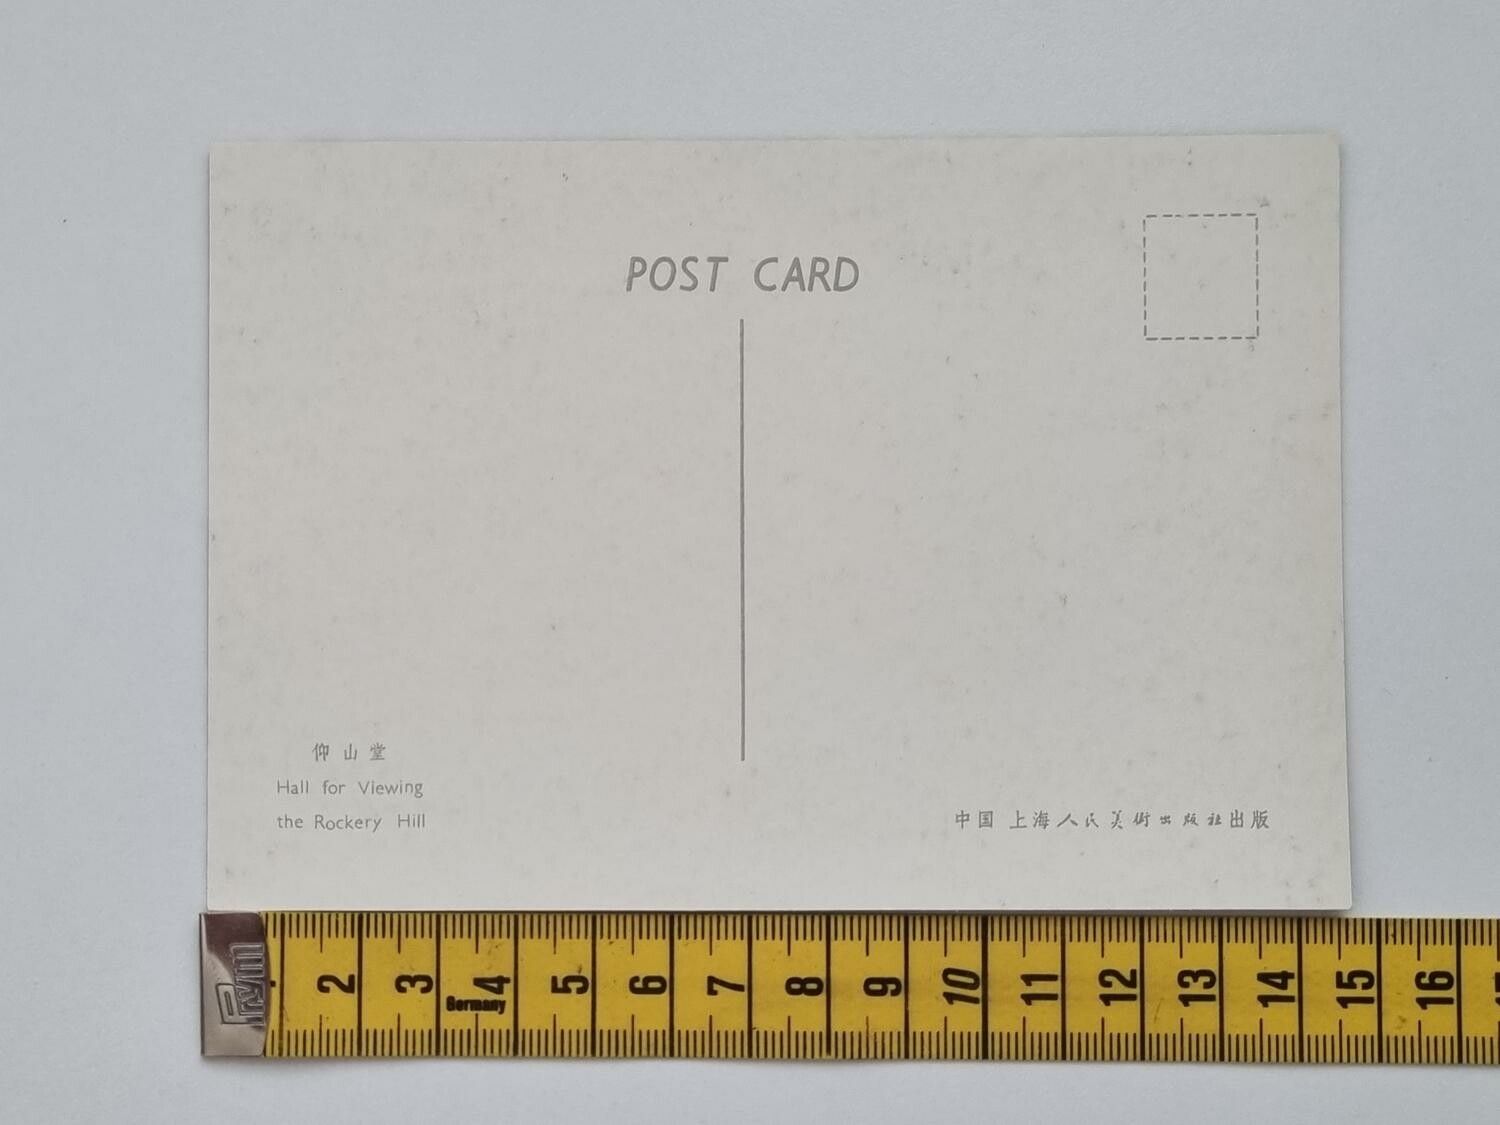 POST CARD
仰山堂
Hall for Viewing
the Rockery Hill
中国 上海人民美術出版社出版
Prym
2 3 4 5 6 7 8 9 10 11 12 13 14 15 16
Germany